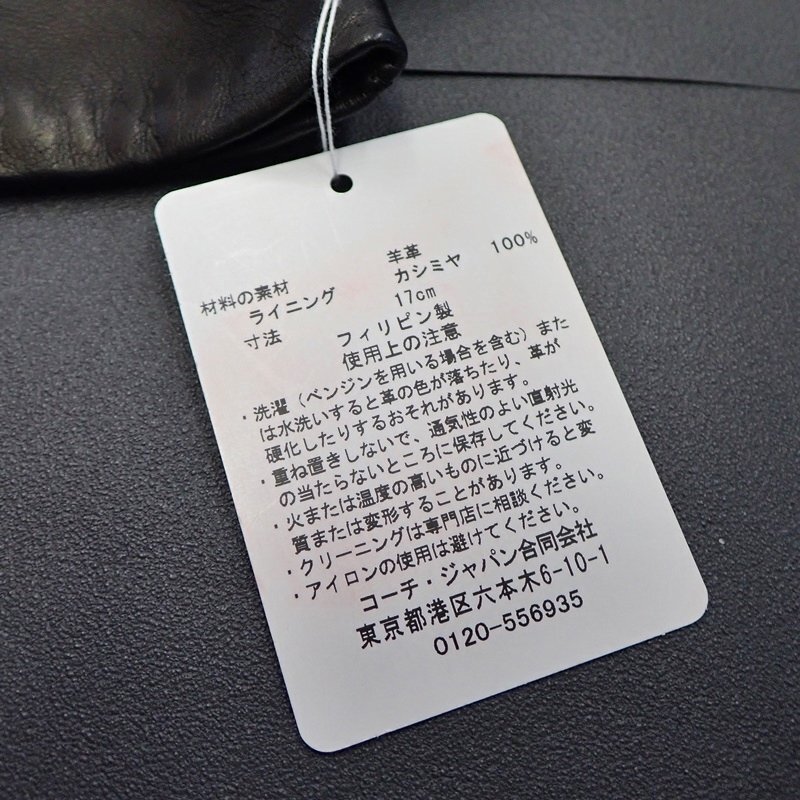 材料の素材 羊革
ライニング カシミヤ 100%
寸法 17cm
フィリピン製
使用上の注意
・洗濯（ベンジンを用いる場合を含む）また
は水洗いすると革の色が落ちたり、革が
硬化したりするおそれがあります。
・重ね置きしないで、通気性のよい直射光
の当たらないところに保存してください。
・火または温度の高いものに近づけると変
質または変形することがあります。
・クリーニングは専門店に相談ください。
・アイロンの使用は避けてください。
コーチ・ジャパン合同会社
東京都港区六本木6-10-1
0120-556935